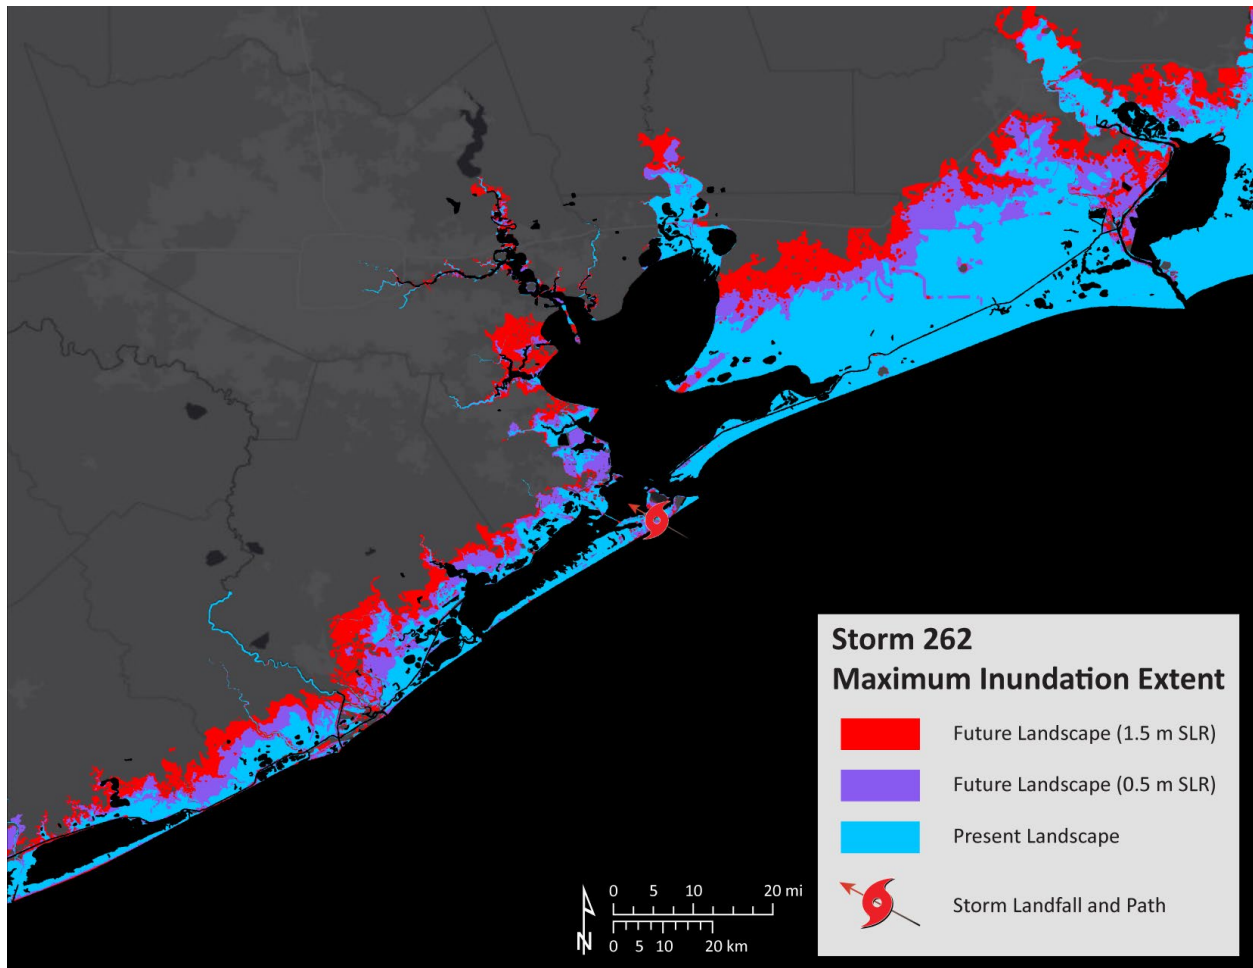 Storm 262
Maximum Inundation Extent
Future Landscape (1.5 m SLR)
Future Landscape (0.5 m SLR)
Present Landscape
Storm Landfall and Path
0 5 10 20 mi
N
0 5 10 20 km